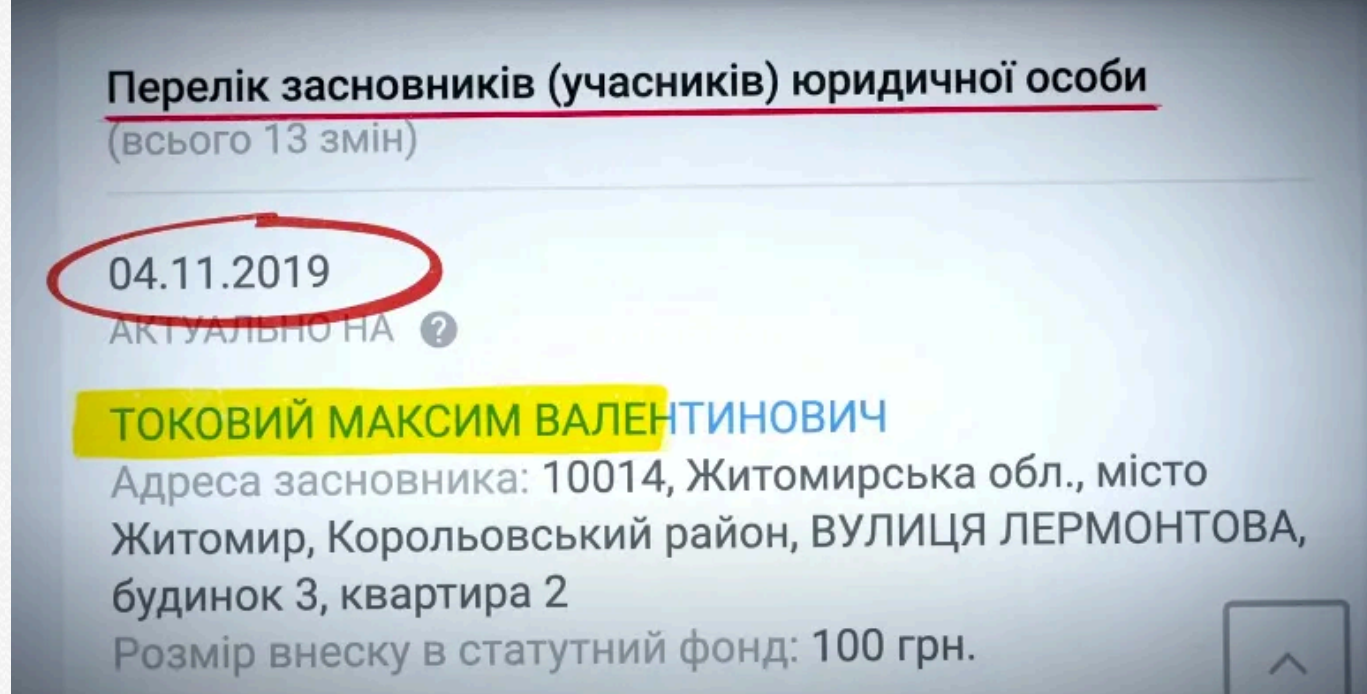 Перелік засновників (учасників) юридичної особи
(всього 13 змін)
04.11.2019
АКТУАЛЬНО НА ?
ТОКОВИЙ МАКСИМ ВАЛЕНТИНОВИЧ
Адреса засновника: 10014, Житомирська обл., місто
Житомир, Корольовський район, ВУЛИЦЯ ЛЕРМОНТОВА,
будинок 3, квартира 2
Розмір внеску в статутний фонд: 100 грн.